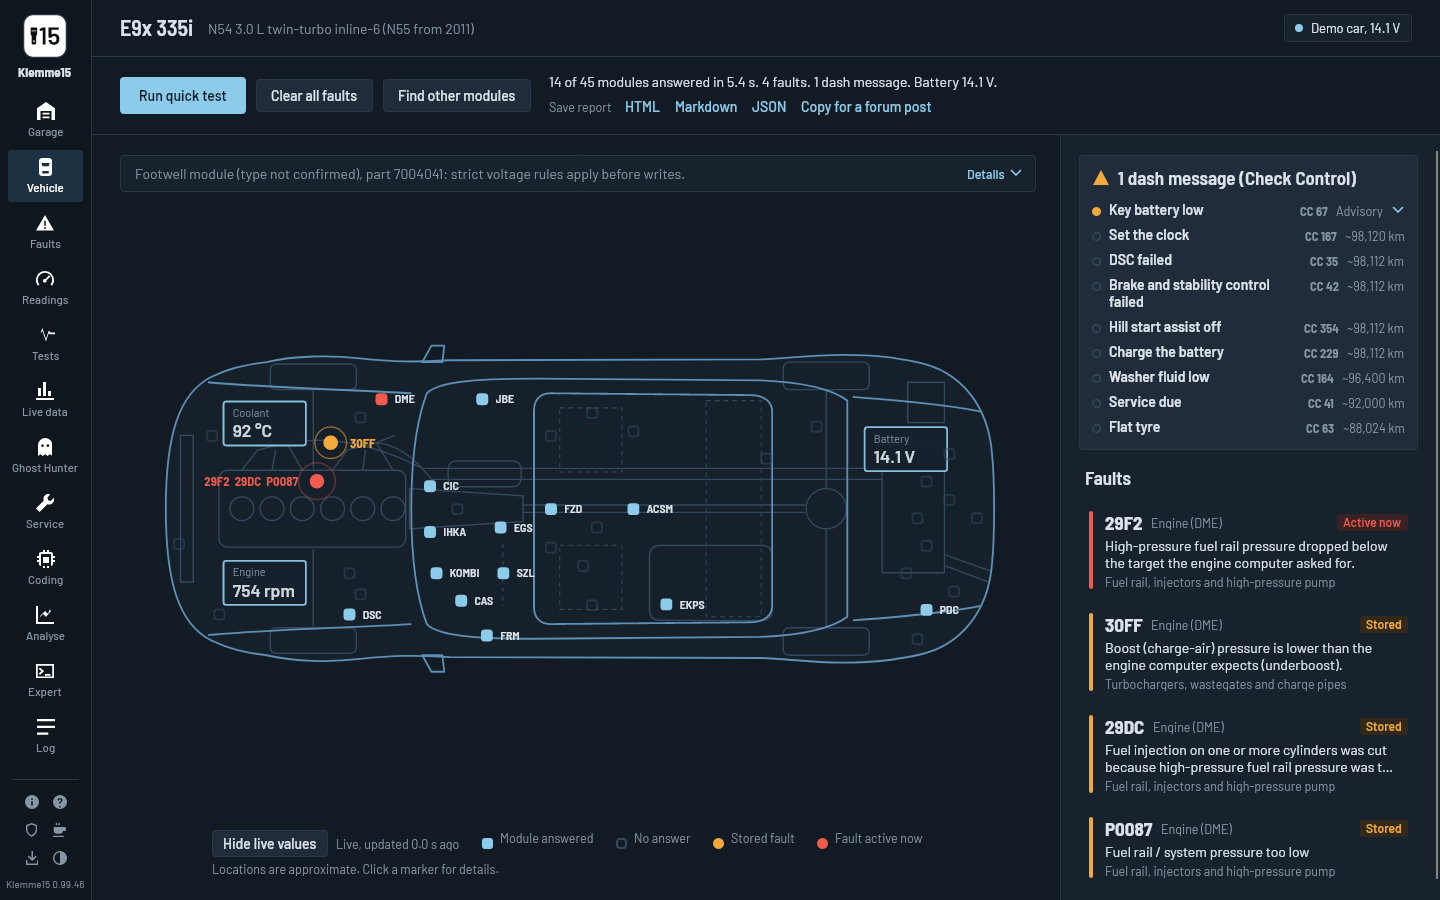 15
Klemme15
Garage
Vehicle
Faults
Readings
Tests
Live data
Ghost Hunter
Service
Coding
Analyse
Expert
Log
Klemme15 0.99.46
E9x 335i N54 3.0 L twin-turbo inline-6 (N55 from 2011)
Demo car, 14.1 V
Run quick test
Clear all faults
Find other modules
14 of 45 modules answered in 5.4 s. 4 faults. 1 dash message. Battery 14.1 V.
Save report HTML Markdown JSON Copy for a forum post
Footwell module (type not confirmed), part 7004041: strict voltage rules apply before writes.
Details
DME
JBE
Coolant
92 °C
30FF
Battery
14.1 V
29F2 29DC P0087
CIC
FZD
ACSM
IHKA
EGS
Engine
754 rpm
KOMBI
SZL
CAS
EKPS
DSC
PDC
FRM
Hide live values
Live, updated 0.0 s ago
Module answered
No answer
Stored fault
Fault active now
Locations are approximate. Click a marker for details.
1 dash message (Check Control)
Key battery low CC 67 Advisory
Set the clock CC 167 ~98,120 km
DSC failed CC 35 ~98,112 km
Brake and stability control CC 42 ~98,112 km
failed
Hill start assist off CC 354 ~98,112 km
Charge the battery CC 229 ~98,112 km
Washer fluid low CC 164 ~96,400 km
Service due CC 41 ~92,000 km
Flat tyre CC 63 ~88,024 km
Faults
29F2 Engine (DME) Active now
High-pressure fuel rail pressure dropped below
the target the engine computer asked for.
Fuel rail, injectors and high-pressure pump
30FF Engine (DME) Stored
Boost (charge-air) pressure is lower than the
engine computer expects (underboost).
Turbochargers, wastegates and charge pipes
29DC Engine (DME) Stored
Fuel injection on one or more cylinders was cut
because high-pressure fuel rail pressure was t...
Fuel rail, injectors and high-pressure pump
P0087 Engine (DME) Stored
Fuel rail / system pressure too low
Fuel rail, injectors and high-pressure pump